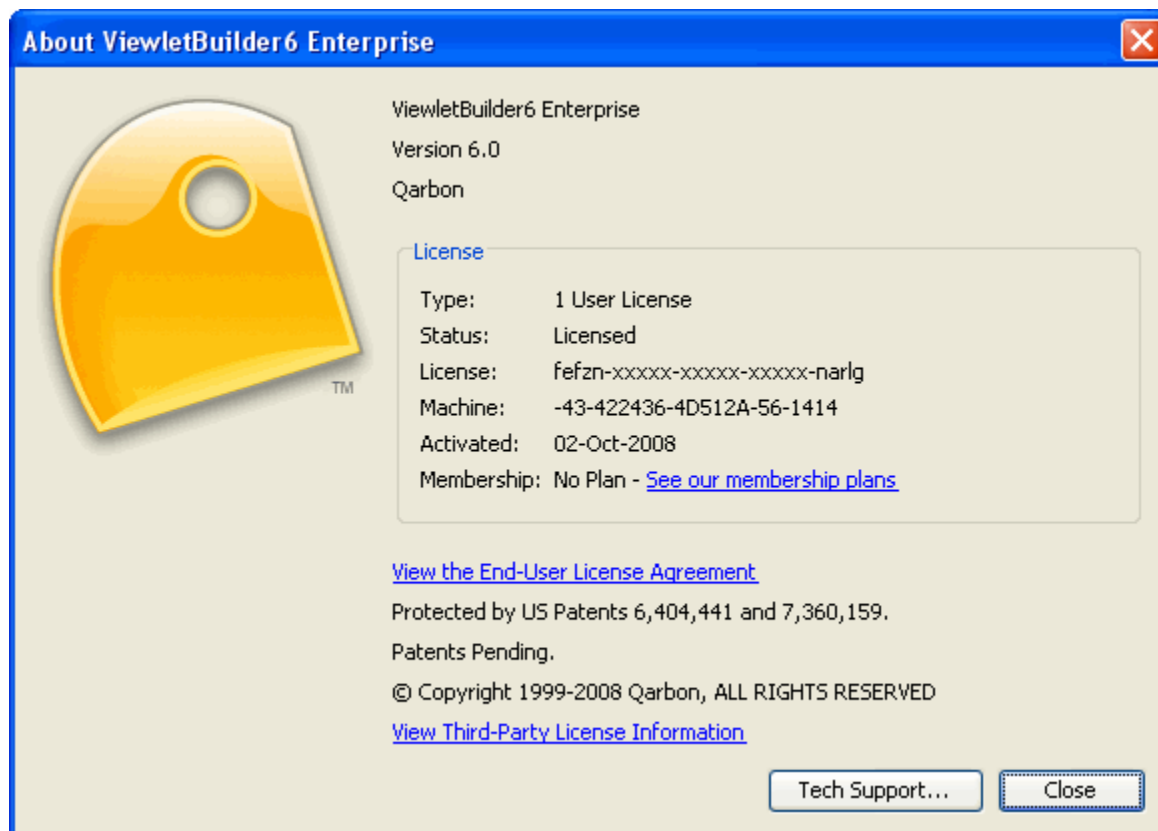 About ViewletBuilder6 Enterprise
ViewletBuilder6 Enterprise
Version 6.0
Qarbon
License
Type: 1 User License
Status: Licensed
License: fefzn-xxxxx-xxxxx-xxxxx-narlg
Machine: -43-422436-4D512A-56-1414
Activated: 02-Oct-2008
Membership: No Plan - See our membership plans
TM
View the End-User License Agreement
Protected by US Patents 6,404,441 and 7,360,159.
Patents Pending.
© Copyright 1999-2008 Qarbon, ALL RIGHTS RESERVED
View Third-Party License Information
Tech Support... Close